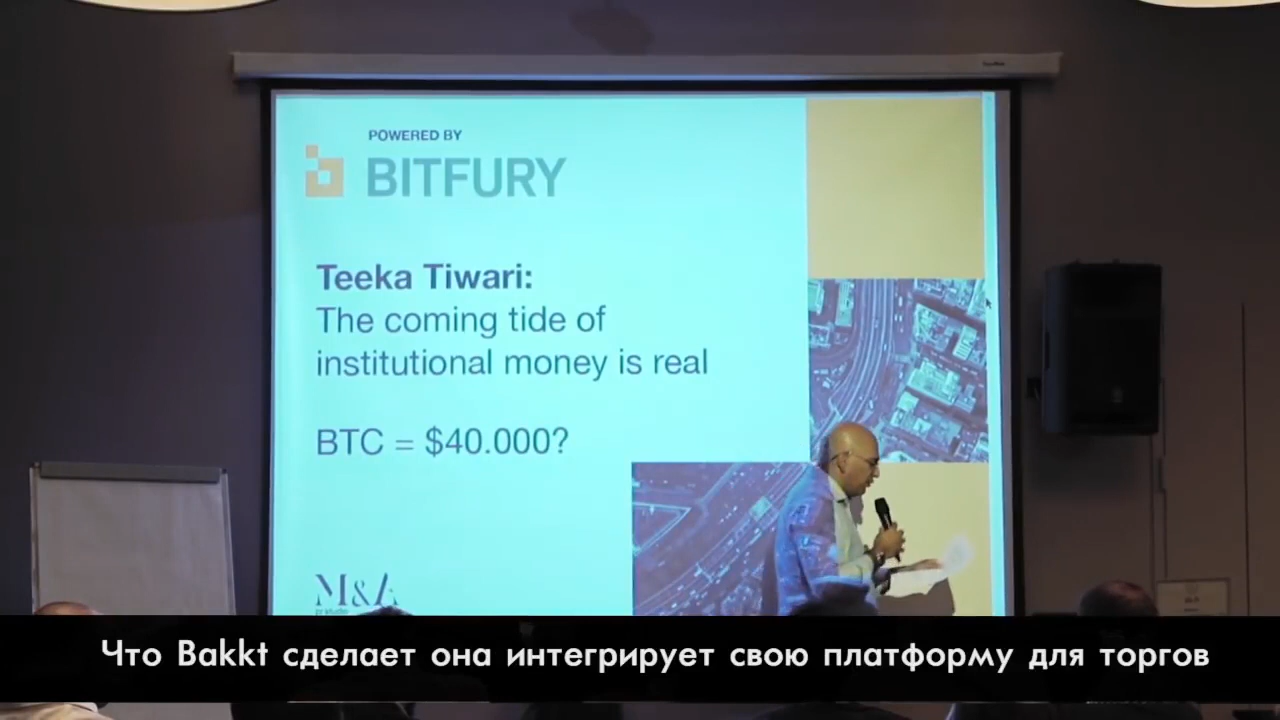 POWERED BY
BITFURY
Teeka Tiwari:
The coming tide of
institutional money is real
BTC = $40.000?
M&A
Что Bakkt сделает она интегрирует свою платформу для торгов